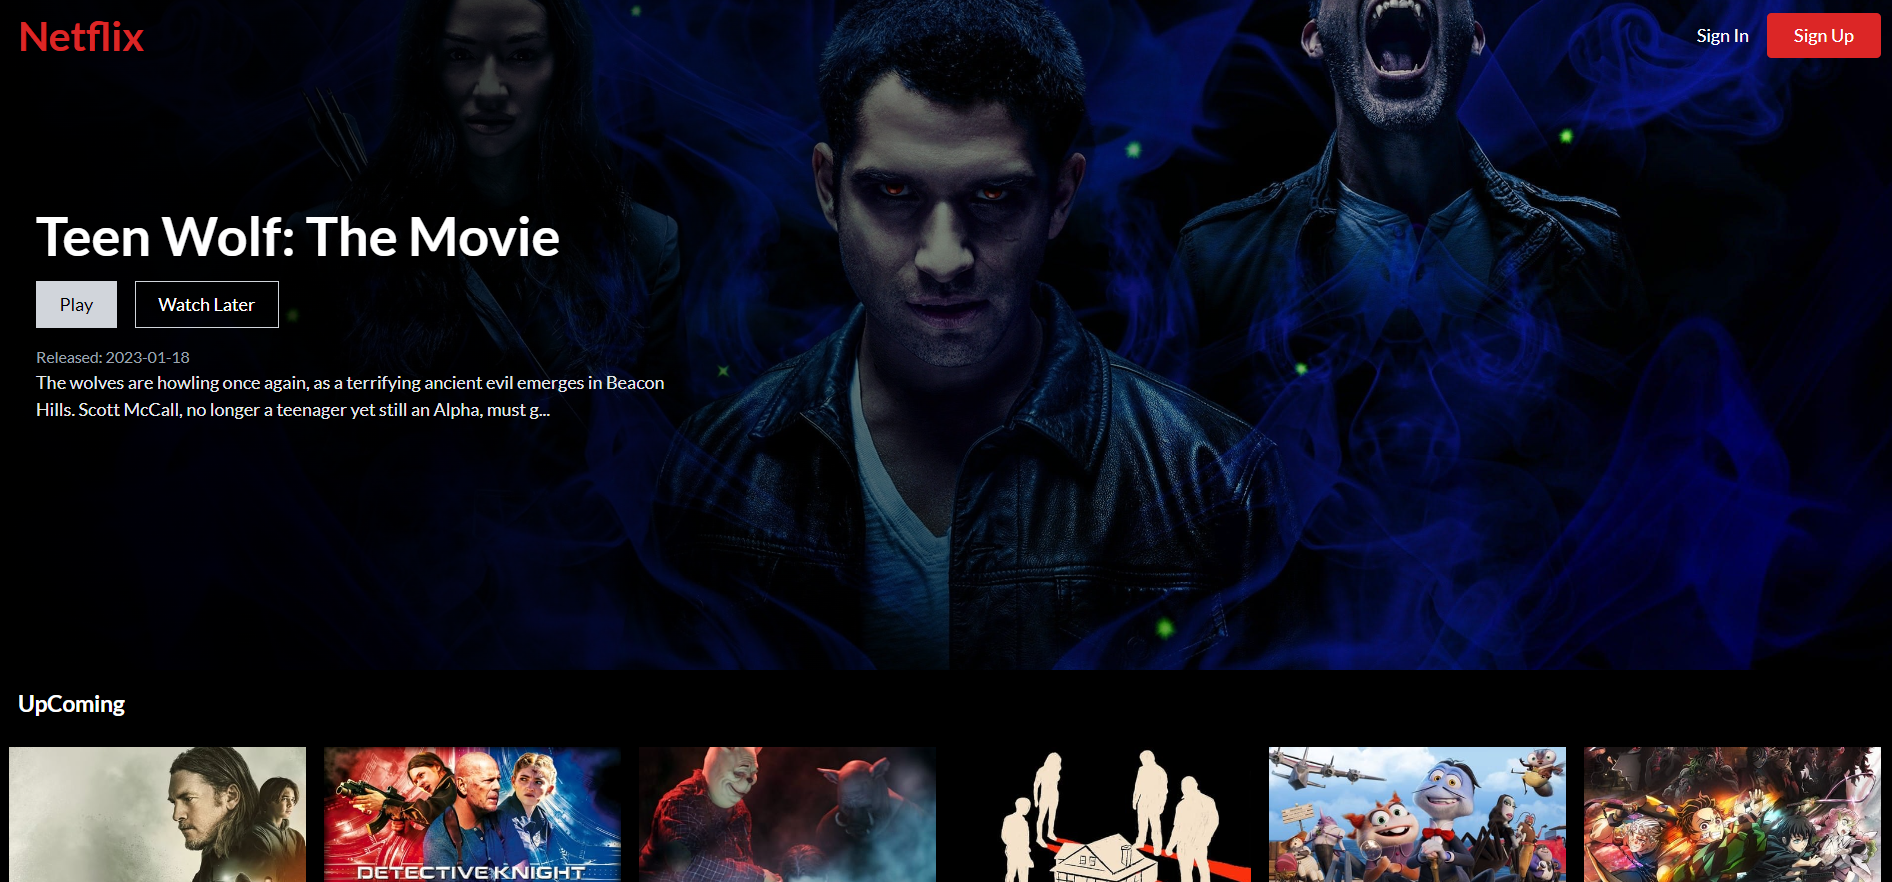 Netflix
Sign In
Sign Up
Teen Wolf: The Movie
Play
Watch Later
Released: 2023-01-18
The wolves are howling once again, as a terrifying ancient evil emerges in Beacon
Hills. Scott McCall, no longer a teenager yet still an Alpha, must g...
UpComing
DETECTIVE KNIGHT